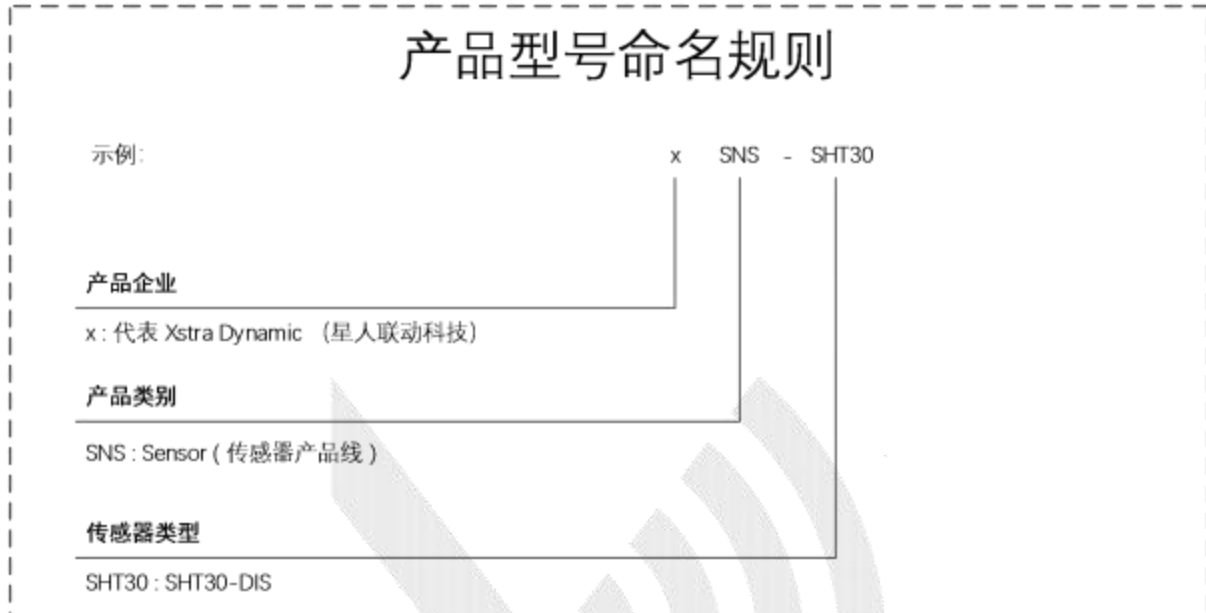 产品型号命名规则
示例: x SNS - SHT30
产品企业
x : 代表 Xstra Dynamic （星人联动科技）
产品类别
SNS : Sensor ( 传感器产品线 )
传感器类型
SHT30 : SHT30-DIS